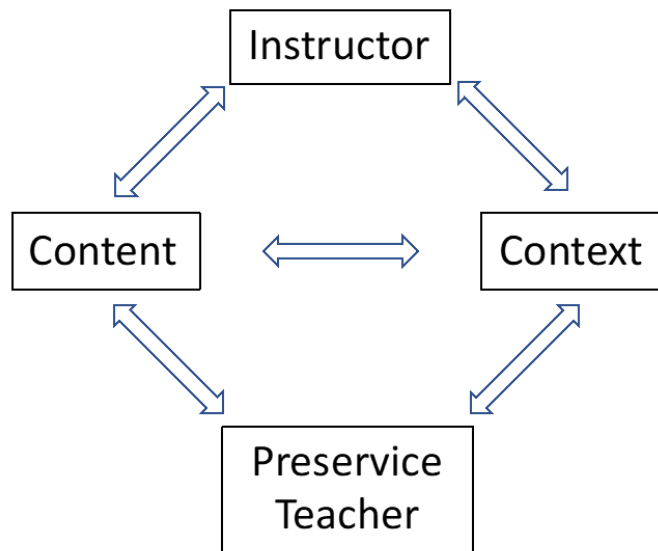 Instructor
Content
Context
Preservice
Teacher